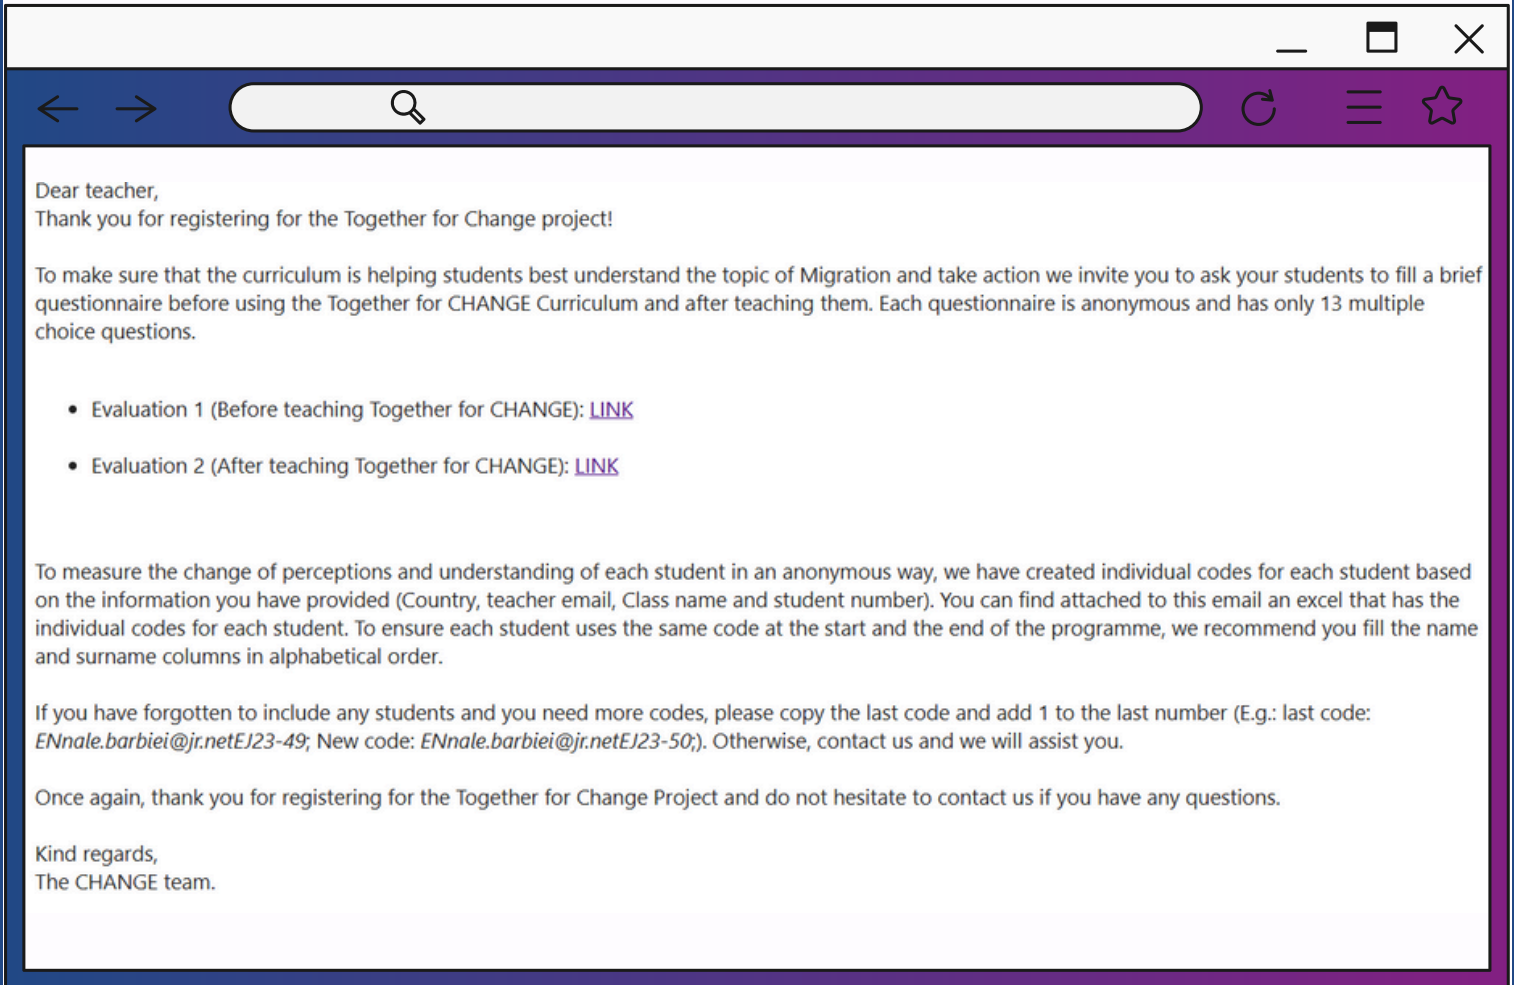 Dear teacher,
Thank you for registering for the Together for Change project!
To make sure that the curriculum is helping students best understand the topic of Migration and take action we invite you to ask your students to fill a brief
questionnaire before using the Together for CHANGE Curriculum and after teaching them. Each questionnaire is anonymous and has only 13 multiple
choice questions.
• Evaluation 1 (Before teaching Together for CHANGE): LINK
• Evaluation 2 (After teaching Together for CHANGE): LINK
To measure the change of perceptions and understanding of each student in an anonymous way, we have created individual codes for each student based
on the information you have provided (Country, teacher email, Class name and student number). You can find attached to this email an excel that has the
individual codes for each student. To ensure each student uses the same code at the start and the end of the programme, we recommend you fill the name
and surname columns in alphabetical order.
If you have forgotten to include any students and you need more codes, please copy the last code and add 1 to the last number (E.g.: last code:
ENnale.barbiei@jr.netEJ23-49; New code: ENnale.barbiei@jr.netEJ23-50;). Otherwise, contact us and we will assist you.
Once again, thank you for registering for the Together for Change Project and do not hesitate to contact us if you have any questions.
Kind regards,
The CHANGE team.